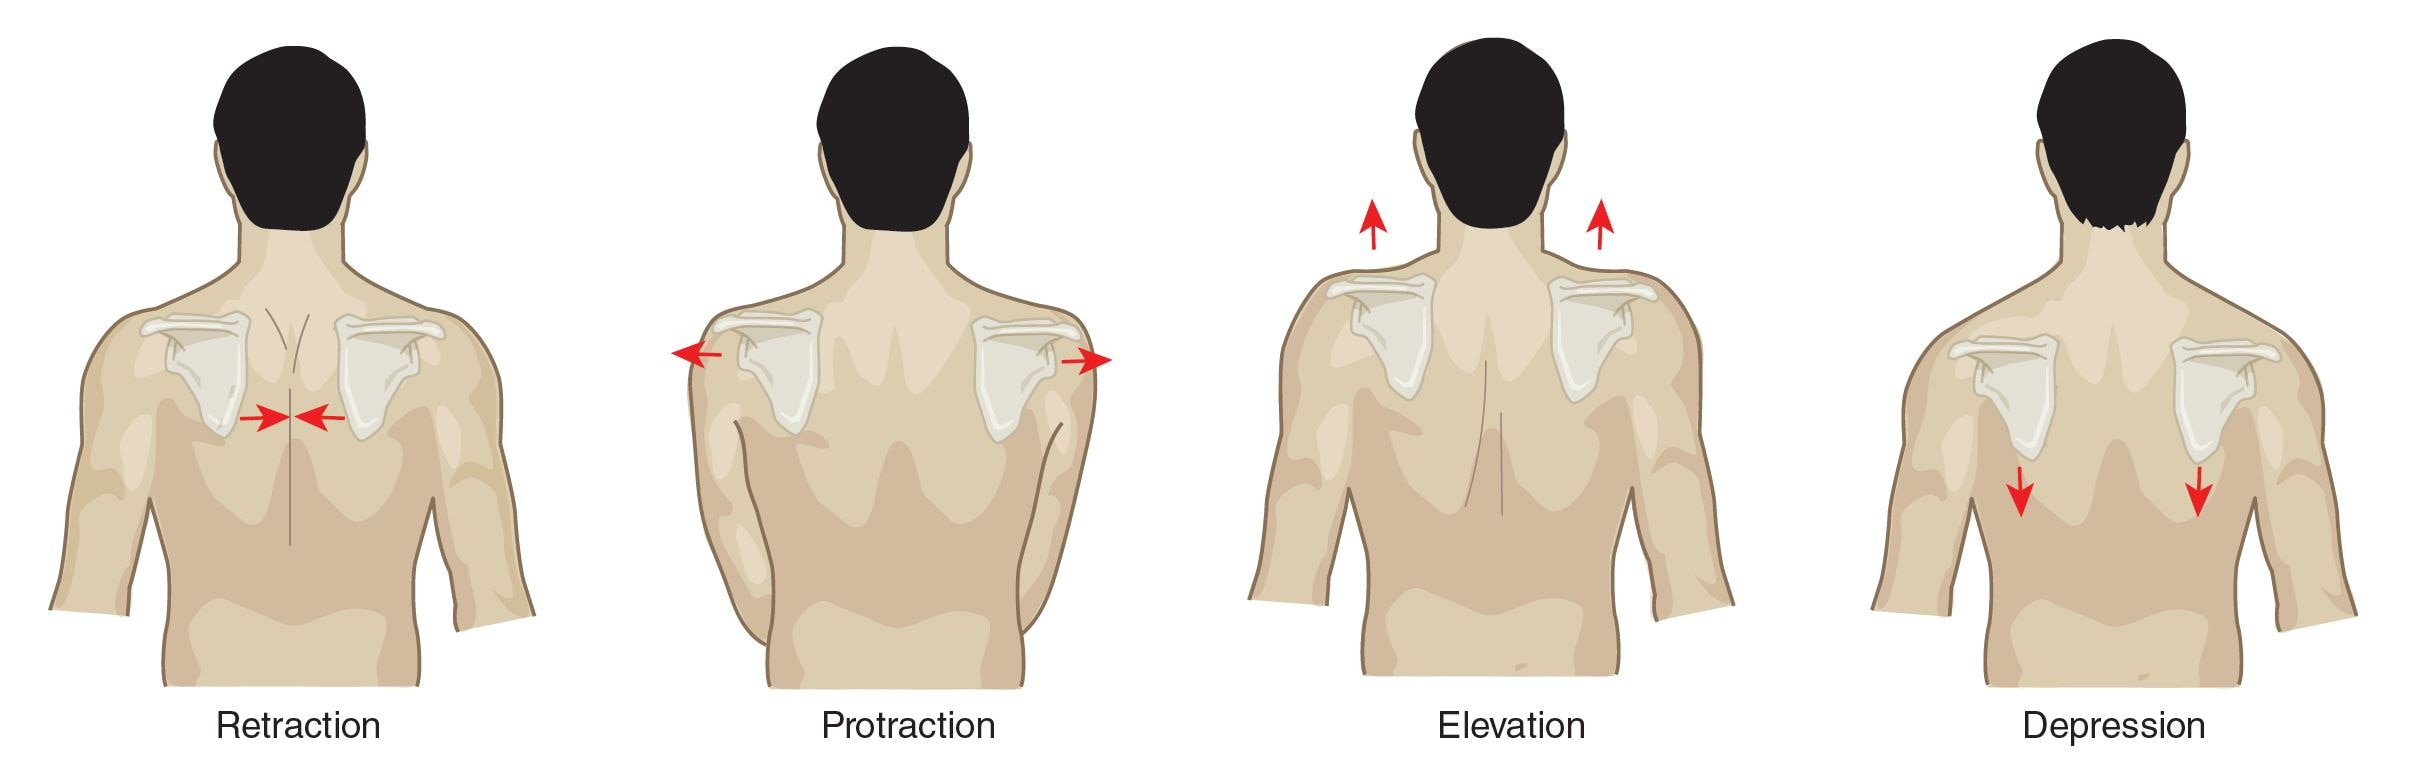 Retraction
Protraction
Elevation
Depression